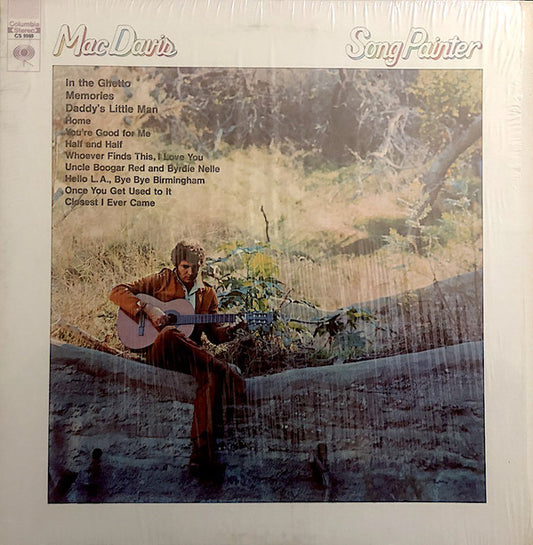 Columbia
Stereo
CS 9969
Mac Davis
Song Painter
In the Ghetto
Memories
Daddy's Little Man
Home
You're Good for Me
Half and Half
Whoever Finds This, I Love You
Uncle Boogar Red and Byrdie Nelle
Hello L.A., Bye Bye Birmingham
Once You Get Used to It
Closest I Ever Came